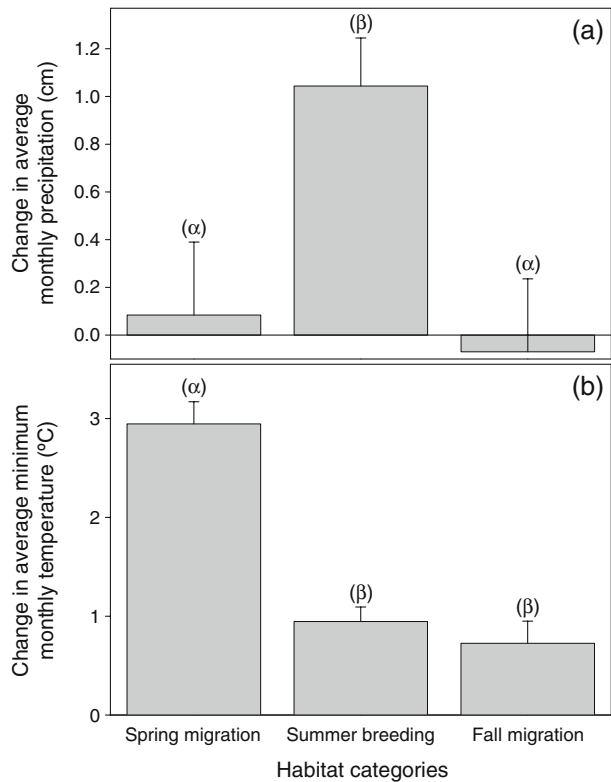 (a)
Change in average
monthly precipitation (cm)
1.2
1.0
0.8
0.6
0.4
0.2
0.0
(α)
(β)
(α)
(b)
Change in average minimum
monthly temperature (ºC)
3
2
1
0
(α)
(β)
(β)
Spring migration Summer breeding Fall migration
Habitat categories